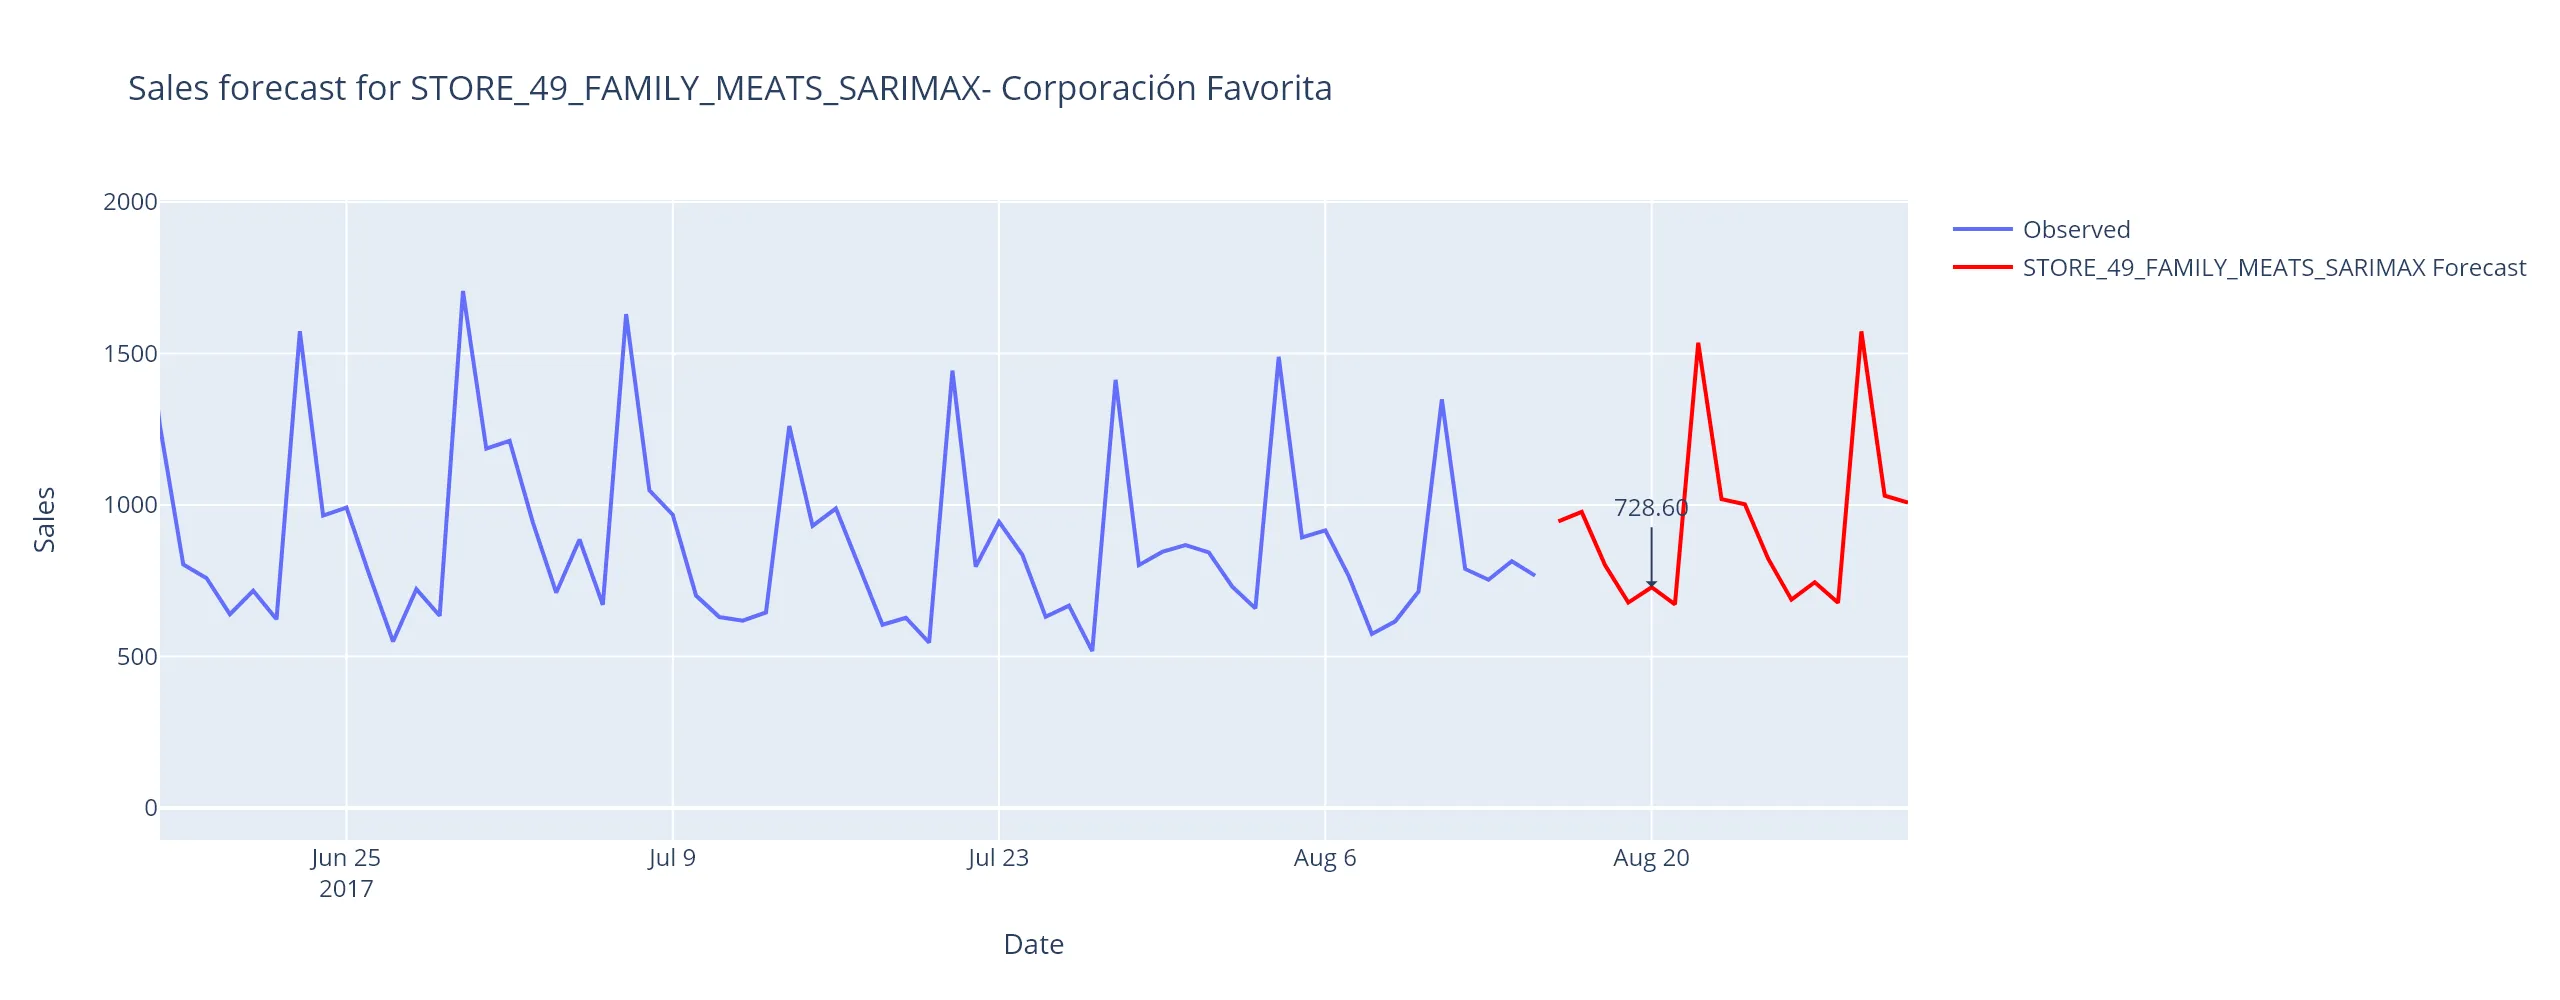 Sales forecast for STORE_49_FAMILY_MEATS_SARIMAX- Corporación Favorita
2000
1500
1000
500
0
Sales
728.60
Jun 25
2017
Jul 9
Jul 23
Aug 6
Aug 20
Date
Observed
STORE_49_FAMILY_MEATS_SARIMAX Forecast